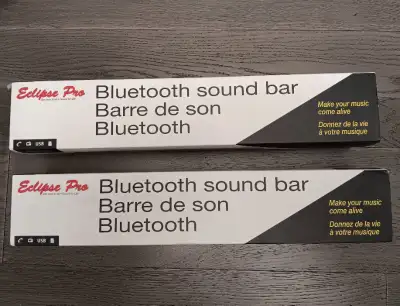 Eclipse Pro
Bluetooth sound bar
Barre de son
Bluetooth
Make your music
come alive
Donnez de la vie
à votre musique
USB
Eclipse Pro
Bluetooth sound bar
Barre de son
Bluetooth
Make your music
come alive
Donnez de la vie
à votre musique
USB